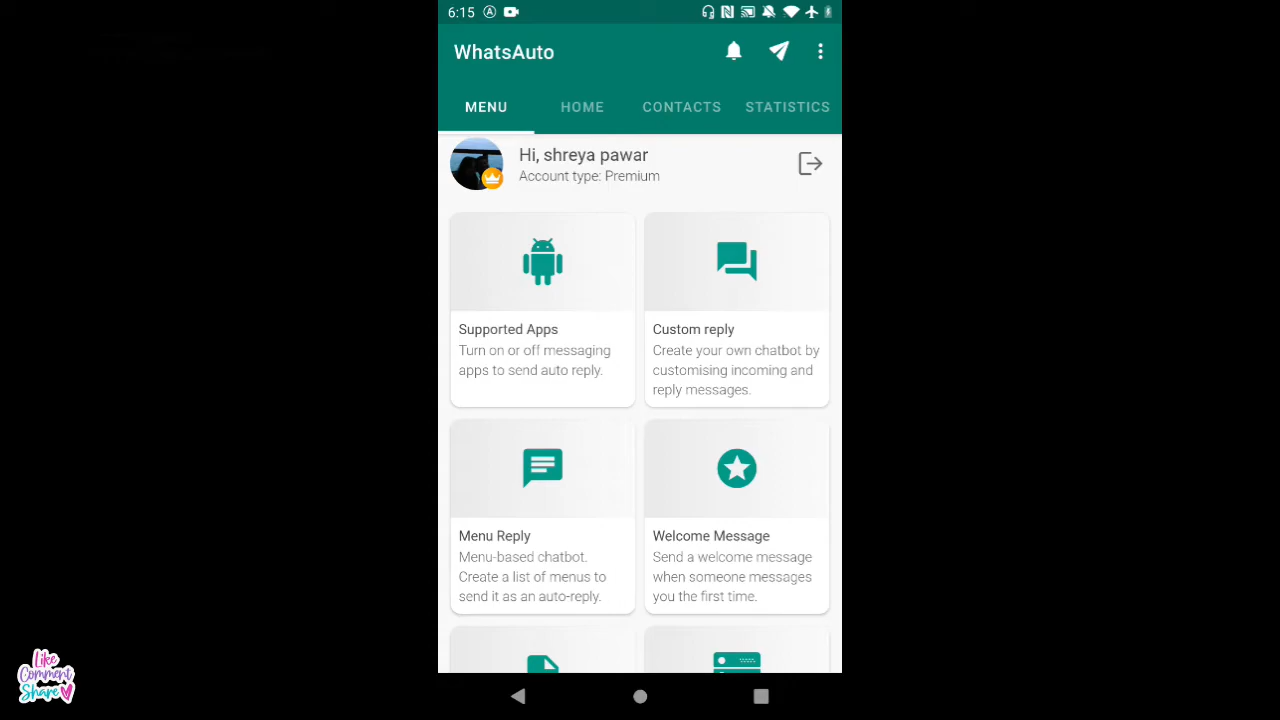 6:15
WhatsAuto
MENU
HOME
CONTACTS
STATISTICS
Hi, shreya pawar
Account type: Premium
Supported Apps
Turn on or off messaging
apps to send auto reply.
Custom reply
Create your own chatbot by
customising incoming and
reply messages.
Menu Reply
Menu-based chatbot.
Create a list of menus to
send it as an auto-reply.
Welcome Message
Send a welcome message
when someone messages
you the first time.
Like
Comment
Share